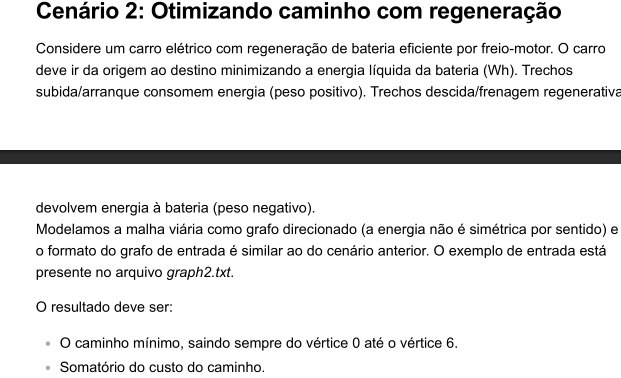 Cenário 2: Otimizando caminho com regeneração
Considere um carro elétrico com regeneração de bateria eficiente por freio-motor. O carro
deve ir da origem ao destino minimizando a energia líquida da bateria (Wh). Trechos
subida/arranque consomem energia (peso positivo). Trechos descida/frenagem regenerativa
devolvem energia à bateria (peso negativo).
Modelamos a malha viária como grafo direcionado (a energia não é simétrica por sentido) e
o formato do grafo de entrada é similar ao do cenário anterior. O exemplo de entrada está
presente no arquivo graph2.txt.
O resultado deve ser:
• O caminho mínimo, saindo sempre do vértice 0 até o vértice 6.
• Somatório do custo do caminho.